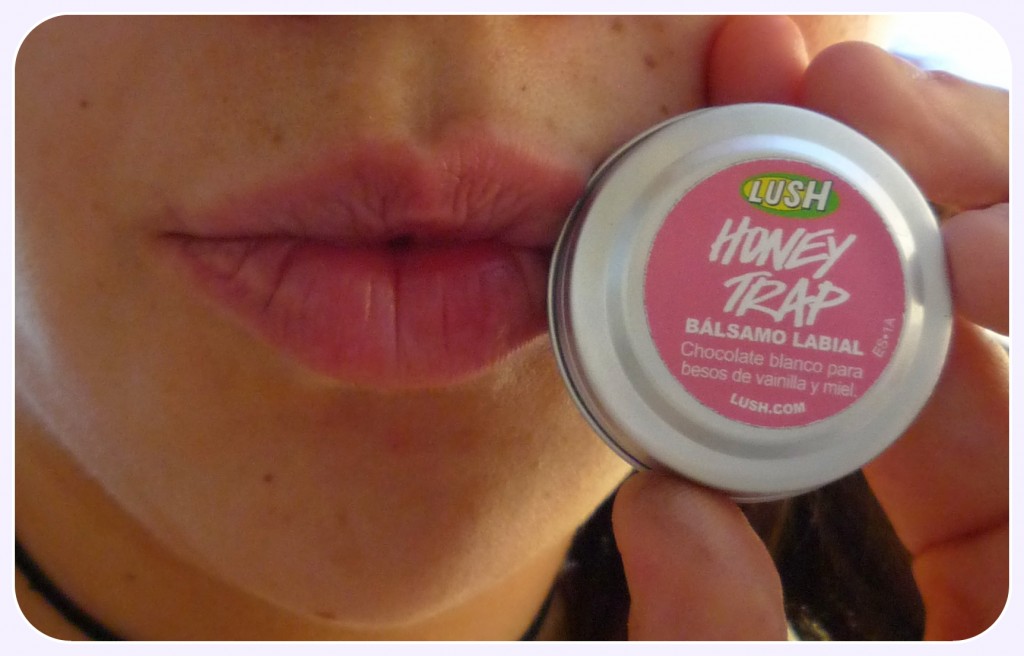 LUSH
HONEY
TRAP
BÁLSAMO LABIAL
Chocolate blanco para
besos de vainilla y miel.
LUSH.COM
ES•1A